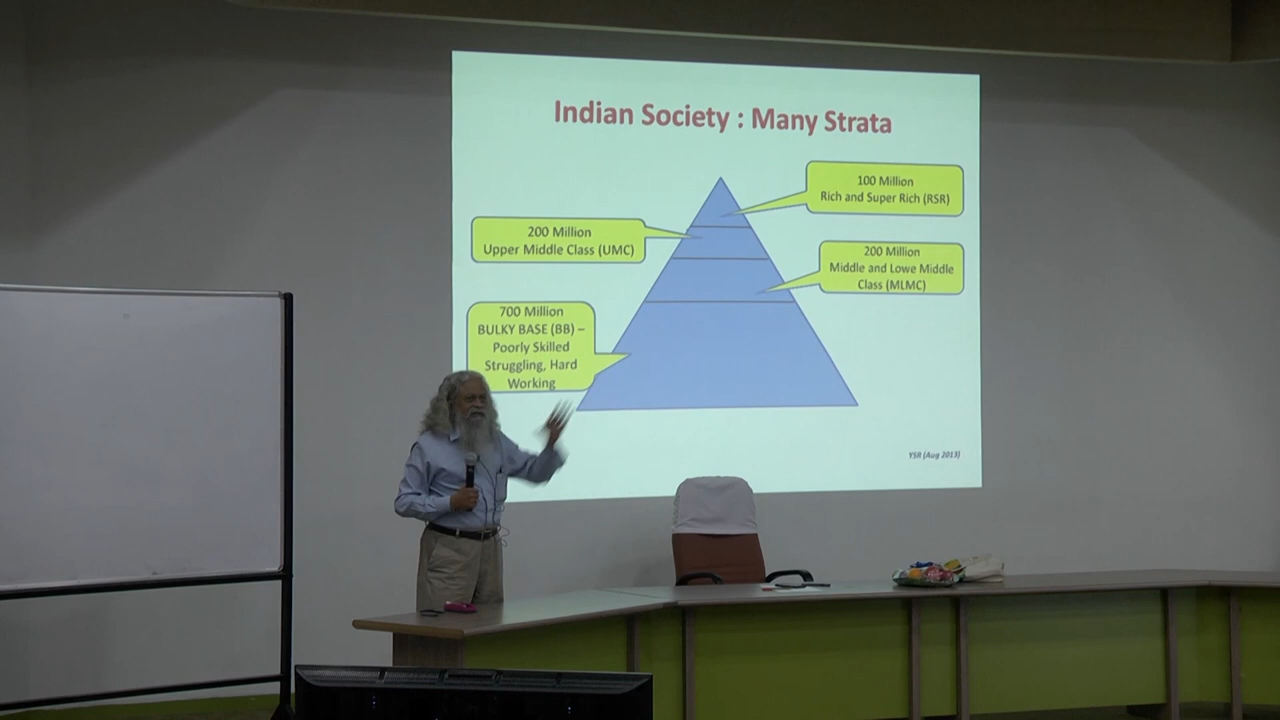 Indian Society : Many Strata
100 Million
Rich and Super Rich (RSR)
200 Million
Upper Middle Class (UMC)
200 Million
Middle and Lowe Middle
Class (MLMC)
700 Million
BULKY BASE (BB) –
Poorly Skilled
Struggling, Hard
Working
YSR (Aug 2013)